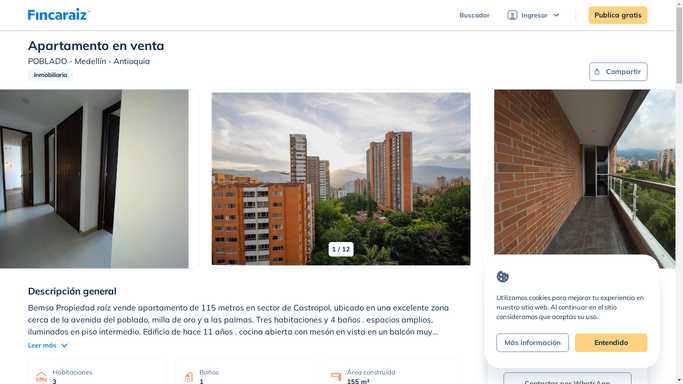 Fincaraiz
Buscador
Ingresar
Publica gratis
Apartamento en venta
POBLADO - Medellín - Antioquia
Inmobiliaria
Compartir
1 / 12
Descripción general
Bemsa Propiedad raíz vende apartamento de 115 metros en sector de Castropol, ubicado en una excelente zona
cerca de la avenida del poblado, milla de oro y a las palmas. Tres habitaciones y 4 baños . espacios amplios,
iluminados en piso intermedio. Edificio de hace 11 años . cocina abierta con mesón en vista en un balcón muy...
Leer más
Habitaciones
3
Baños
1
Área construida
155 m²
Utilizamos cookies para mejorar tu experiencia en
nuestro sitio web. Al continuar en el sitio
consideramos que aceptas su uso.
Más información
Entendido
Contactar por WhatsApp